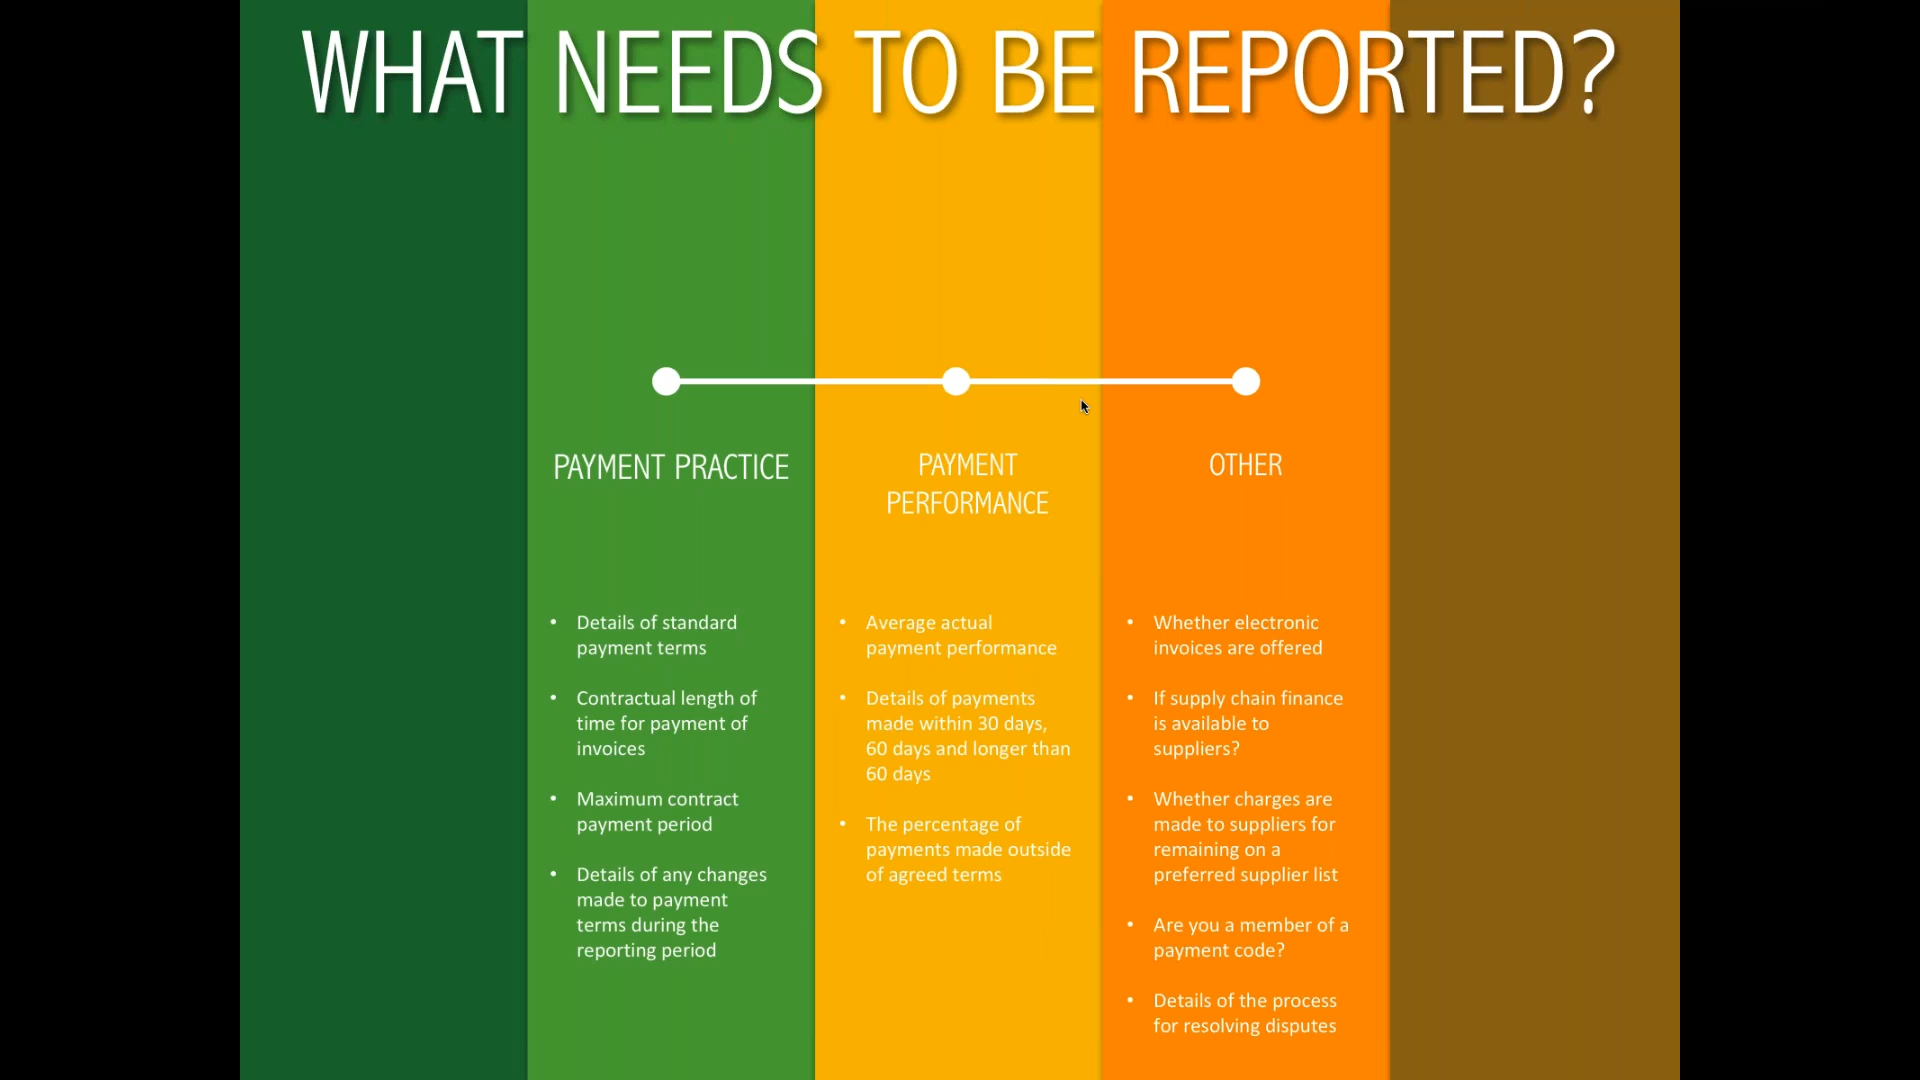 WHAT NEEDS TO BE REPORTED?
PAYMENT PRACTICE
• Details of standard
payment terms
• Contractual length of
time for payment of
invoices
• Maximum contract
payment period
• Details of any changes
made to payment
terms during the
reporting period
PAYMENT
PERFORMANCE
• Average actual
payment performance
• Details of payments
made within 30 days,
60 days and longer than
60 days
• The percentage of
payments made outside
of agreed terms
OTHER
• Whether electronic
invoices are offered
• If supply chain finance
is available to
suppliers?
• Whether charges are
made to suppliers for
remaining on a
preferred supplier list
• Are you a member of a
payment code?
• Details of the process
for resolving disputes